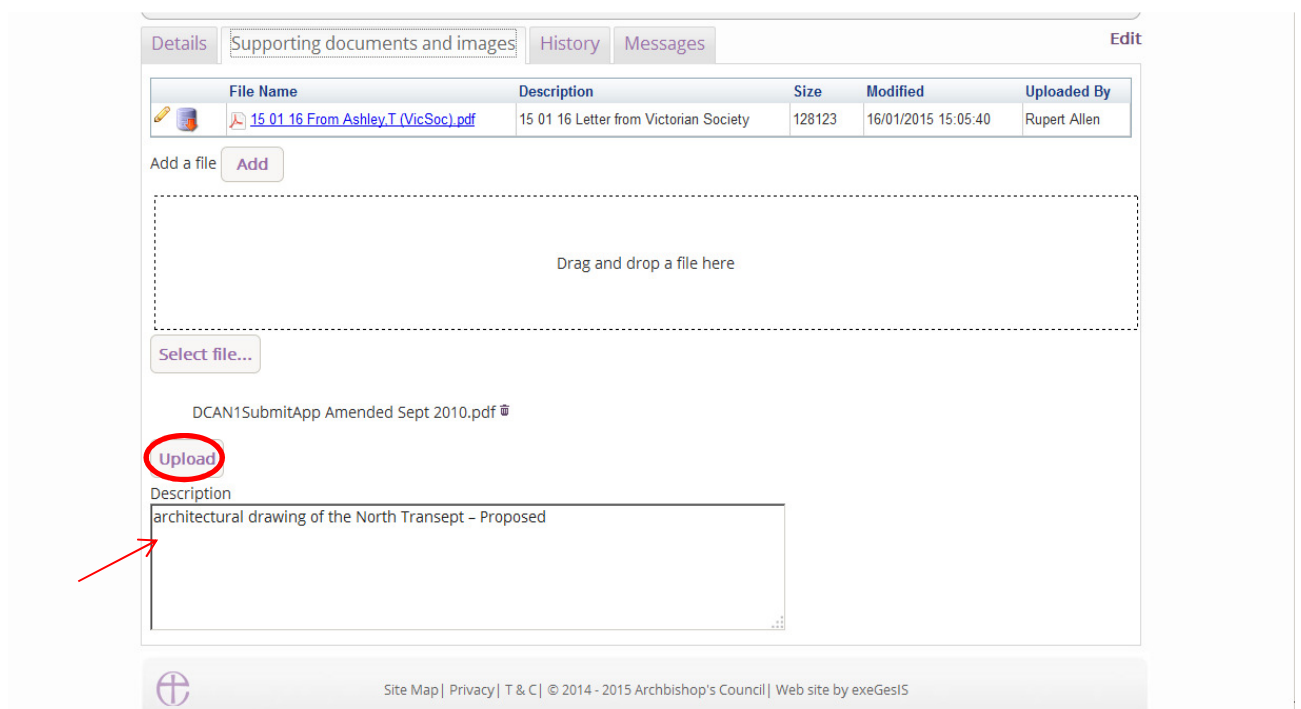 Details Supporting documents and images History Messages Edit
File Name Description Size Modified Uploaded By
15 01 16 From Ashley,T (VicSoc).pdf 15 01 16 Letter from Victorian Society 128123 16/01/2015 15:05:40 Rupert Allen
Add a file Add
Drag and drop a file here
Select file...
DCAN1SubmitApp Amended Sept 2010.pdf
Upload
Description
architectural drawing of the North Transept – Proposed
Site Map| Privacy| T & C| © 2014 - 2015 Archbishop's Council| Web site by exeGesIS